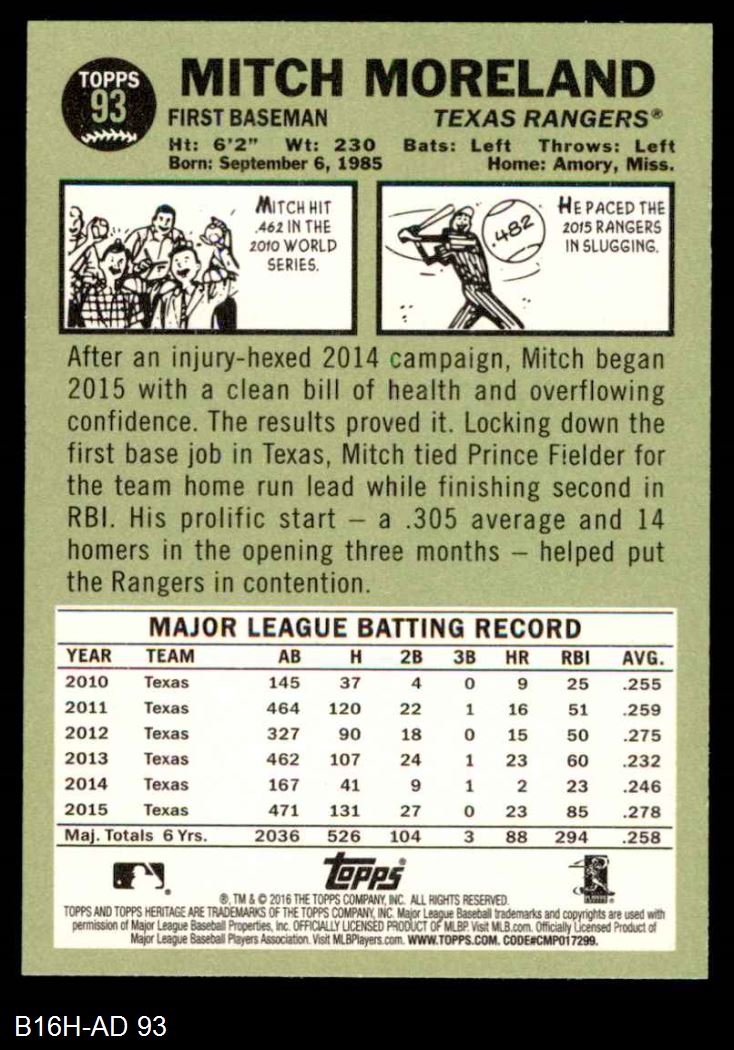 TOPPS
93
MITCH MORELAND
FIRST BASEMAN TEXAS RANGERS®
Ht: 6'2" Wt: 230 Bats: Left Throws: Left
Born: September 6, 1985 Home: Amory, Miss.
MITCH HIT
.462 IN THE
2010 WORLD
SERIES.
.482
HE PACED THE
2015 RANGERS
IN SLUGGING.
After an injury-hexed 2014 campaign, Mitch began
2015 with a clean bill of health and overflowing
confidence. The results proved it. Locking down the
first base job in Texas, Mitch tied Prince Fielder for
the team home run lead while finishing second in
RBI. His prolific start – a .305 average and 14
homers in the opening three months – helped put
the Rangers in contention.
MAJOR LEAGUE BATTING RECORD
YEAR TEAM AB H 2B 3B HR RBI AVG.
2010 Texas 145 37 4 0 9 25 .255
2011 Texas 464 120 22 1 16 51 .259
2012 Texas 327 90 18 0 15 50 .275
2013 Texas 462 107 24 1 23 60 .232
2014 Texas 167 41 9 1 2 23 .246
2015 Texas 471 131 27 0 23 85 .278
Maj. Totals 6 Yrs. 2036 526 104 3 88 294 .258
Topps®
®, TM & © 2016 THE TOPPS COMPANY, INC. ALL RIGHTS RESERVED.
TOPPS AND TOPPS HERITAGE ARE TRADEMARKS OF THE TOPPS COMPANY, INC. Major League Baseball trademarks and copyrights are used with
permission of Major League Baseball Properties, Inc. OFFICIALLY LICENSED PRODUCT OF MLBP. Visit MLB.com. Officially Licensed Product of
Major League Baseball Players Association. Visit MLBPlayers.com. WWW.TOPPS.COM. CODE#CMP017299.
B16H-AD 93